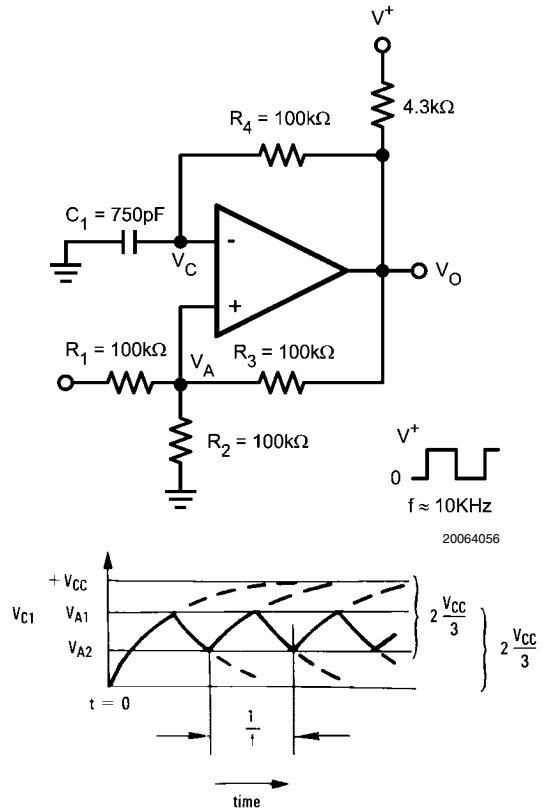 V+
4.3kΩ
R4 = 100kΩ
C1 = 750pF
VC
-
+
VO
R1 = 100kΩ
VA
R3 = 100kΩ
R2 = 100kΩ
V+
0
f ≈ 10KHz
20064056
+ VCC
VC1
VA1
VA2
2 VCC/3
2 VCC/3
t = 0
1/f
time